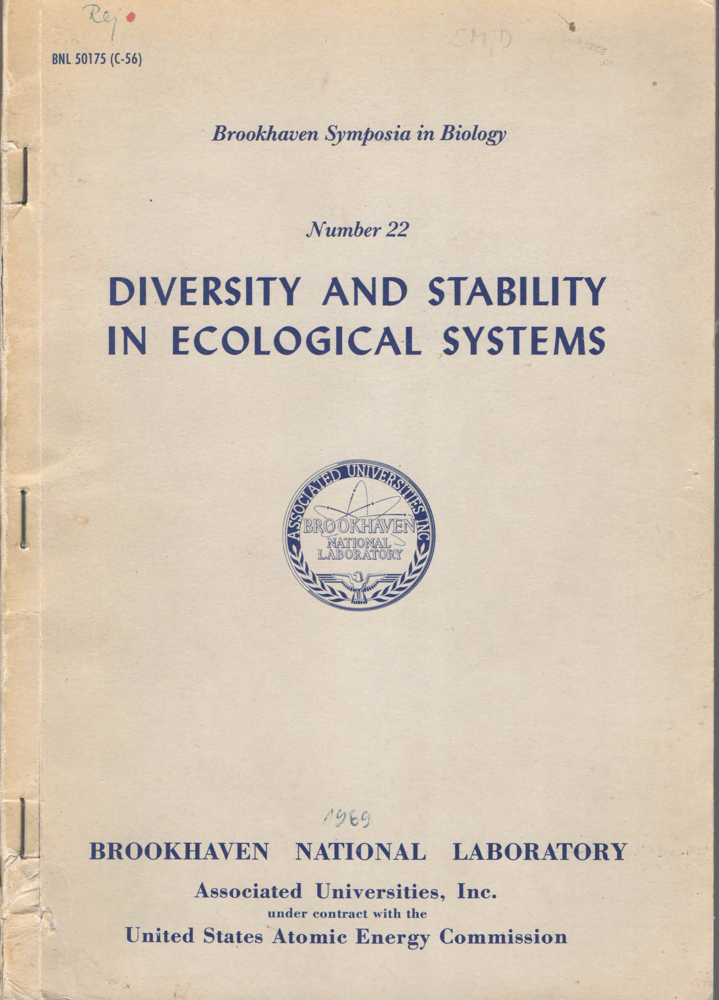 Rej
BNL 50175 (C-56)
Brookhaven Symposia in Biology
Number 22
DIVERSITY AND STABILITY
IN ECOLOGICAL SYSTEMS
ASSOCIATED UNIVERSITIES INC
BROOKHAVEN
NATIONAL
LABORATORY
1969
BROOKHAVEN NATIONAL LABORATORY
Associated Universities, Inc.
under contract with the
United States Atomic Energy Commission